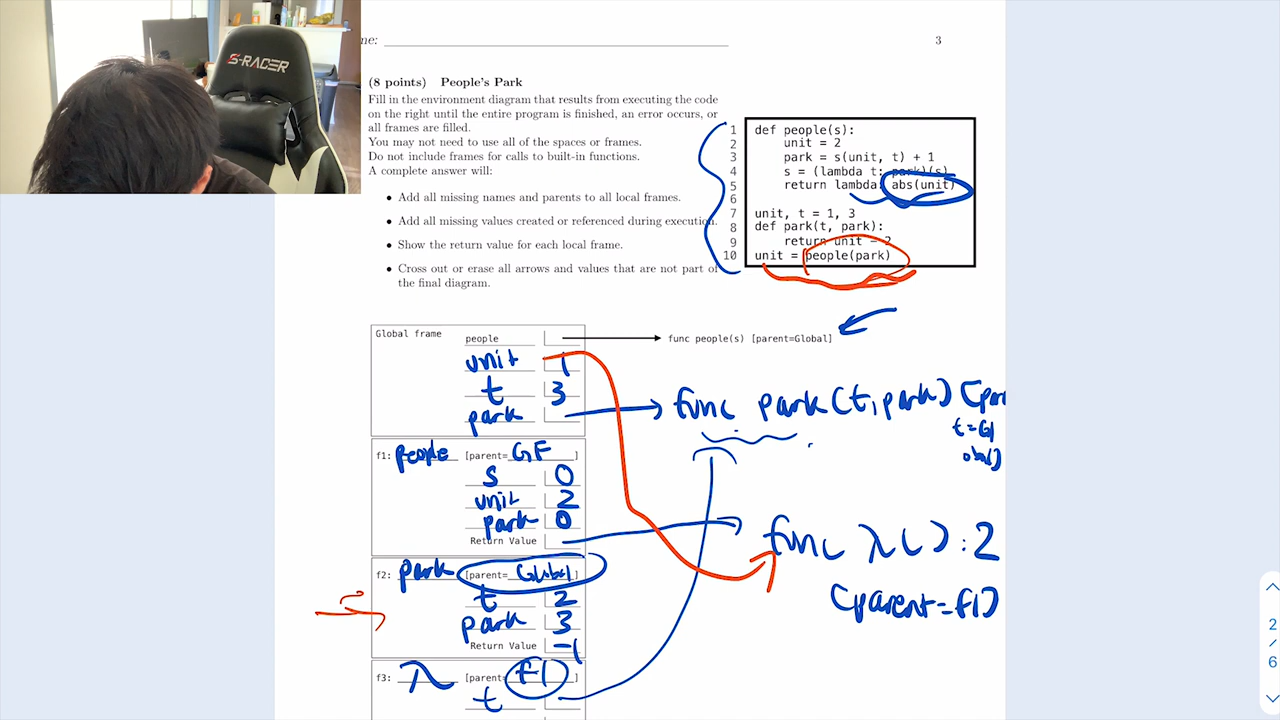 S-RACER
me:
3
(8 points) People's Park
Fill in the environment diagram that results from executing the code
on the right until the entire program is finished, an error occurs, or
all frames are filled.
You may not need to use all of the spaces or frames.
Do not include frames for calls to built-in functions.
A complete answer will:
• Add all missing names and parents to all local frames.
• Add all missing values created or referenced during execution.
• Show the return value for each local frame.
• Cross out or erase all arrows and values that are not part of
the final diagram.
1 def people(s):
2 unit = 2
3 park = s(unit, t) + 1
4 s = (lambda t: park)(s)
5 return lambda: abs(unit)
6
7 unit, t = 1, 3
8 def park(t, park):
9 return unit - 2
10 unit = people(park)
Global frame
people
func people(s) [parent=Global]
unit 1
t 3
park
func park(t, park) (par
t=Gl
f1: people [parent= GF ]
s 0
unit 2
park 0
Return Value
func λ(): 2
(parent=f1)
f2: park [parent= Global ]
t 2
park 3
Return Value -1
f3: λ [parent= f1 ]
t
2
6